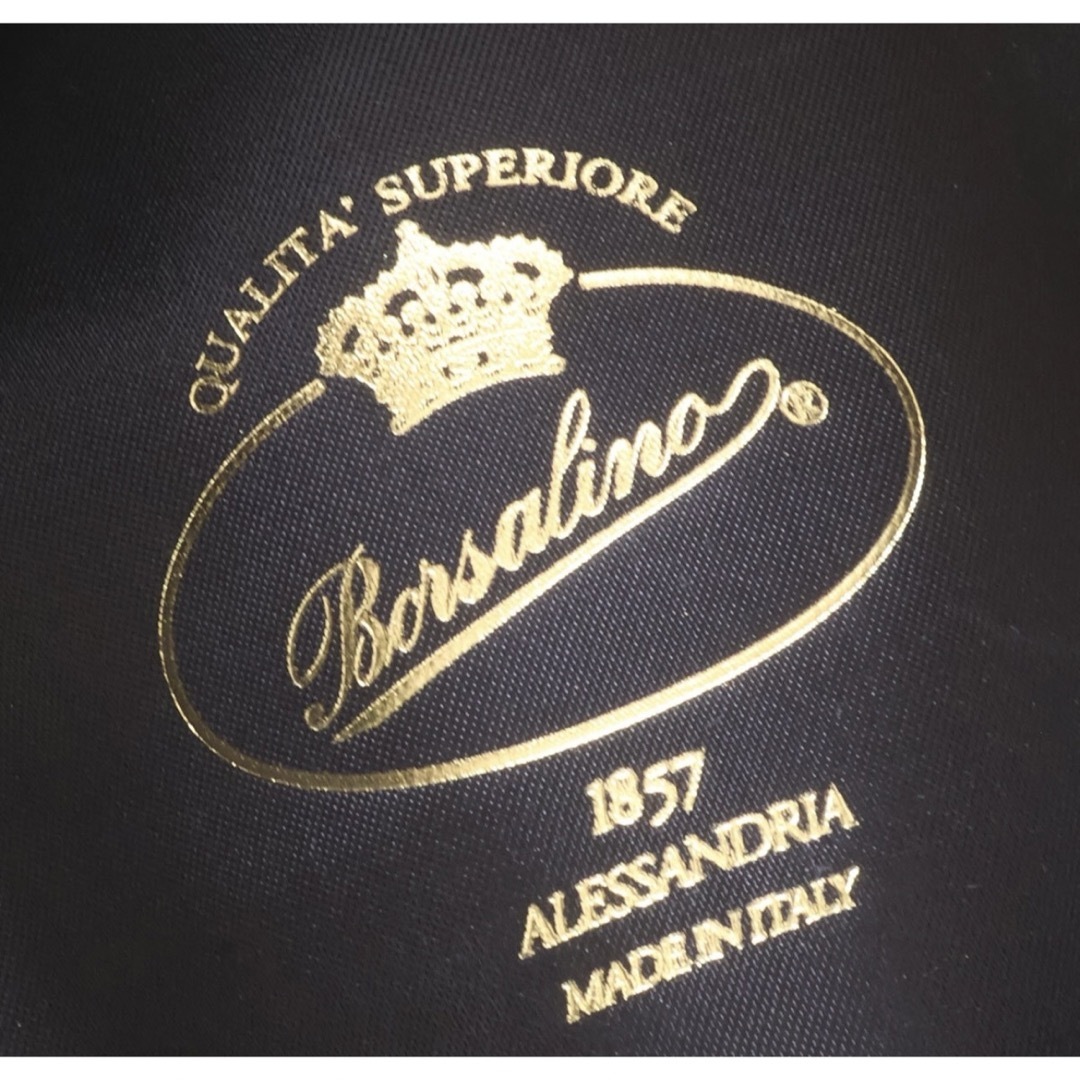 QUALITA' SUPERIORE
Borsalino®
1857
ALESSANDRIA
MADE IN ITALY